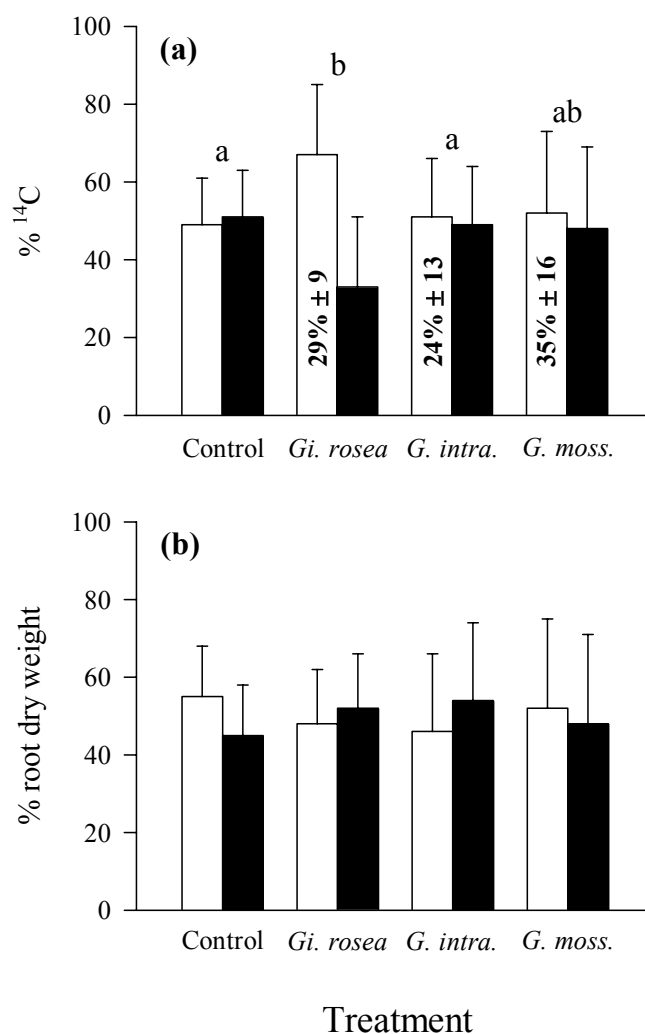 (a)
% ¹⁴C
100
80
60
40
20
0
a
b
a
ab
29% ± 9
24% ± 13
35% ± 16
Control Gi. rosea G. intra. G. moss.
(b)
% root dry weight
100
80
60
40
20
0
Control Gi. rosea G. intra. G. moss.
Treatment